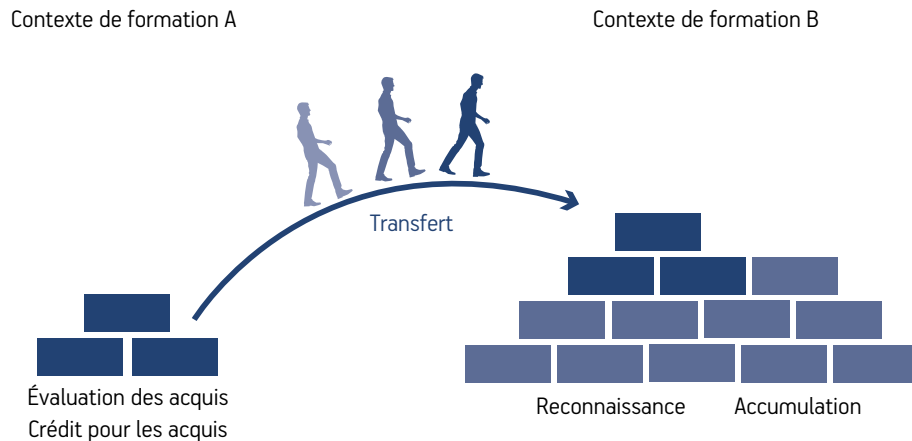 Contexte de formation A
Contexte de formation B
Transfert
Évaluation des acquis
Crédit pour les acquis
Reconnaissance
Accumulation